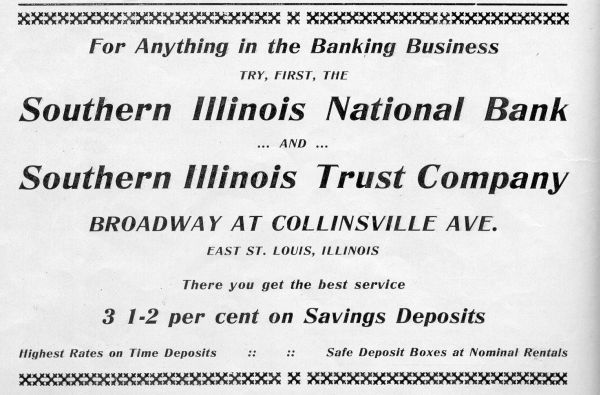 For Anything in the Banking Business
TRY, FIRST, THE
Southern Illinois National Bank
... AND ...
Southern Illinois Trust Company
BROADWAY AT COLLINSVILLE AVE.
EAST ST. LOUIS, ILLINOIS
There you get the best service
3 1-2 per cent on Savings Deposits
Highest Rates on Time Deposits :: :: Safe Deposit Boxes at Nominal Rentals